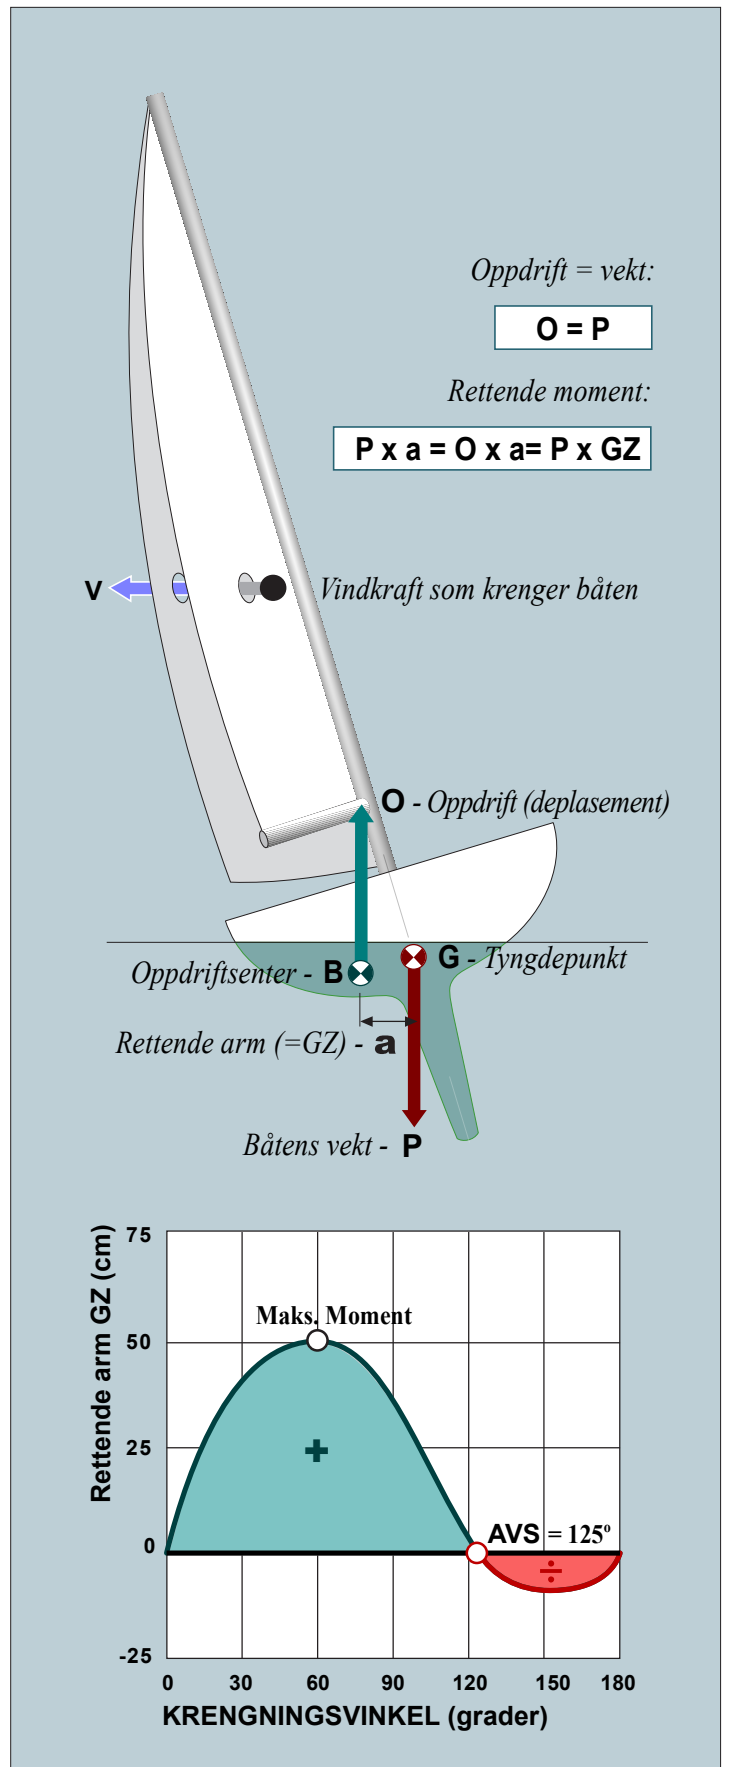 Oppdrift = vekt:
O = P
Rettende moment:
P x a = O x a= P x GZ
V
Vindkraft som krenger båten
O - Oppdrift (deplasement)
Oppdriftsenter - B
G - Tyngdepunkt
Rettende arm (=GZ) - a
Båtens vekt - P
Rettende arm GZ (cm)
75
50
25
0
-25
Maks. Moment
+
AVS = 125º
÷
0 30 60 90 120 150 180
KRENGNINGSVINKEL (grader)